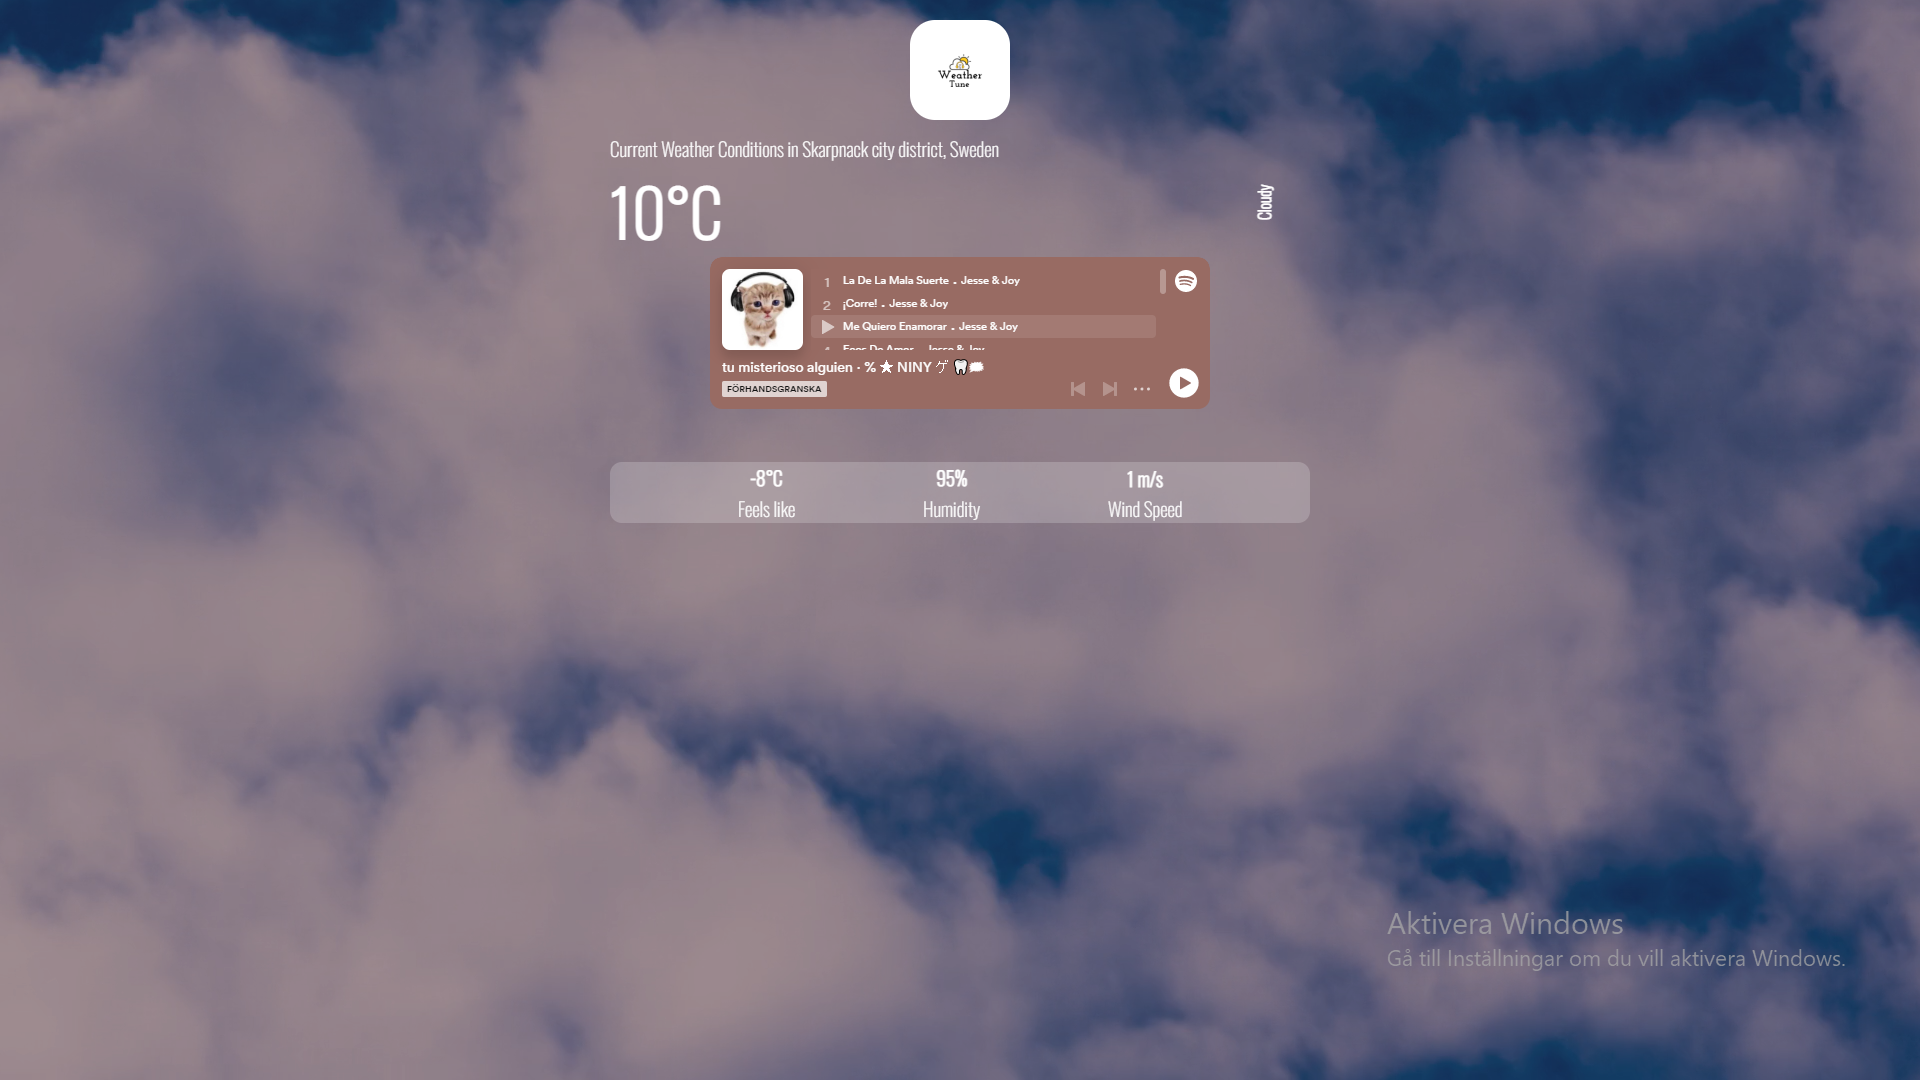 Weather
Tune
Current Weather Conditions in Skarpnack city district, Sweden
10°C
Cloudy
1 La De La Mala Suerte • Jesse & Joy
2 ¡Corre! • Jesse & Joy
Me Quiero Enamorar • Jesse & Joy
tu misterioso alguien · % ★ NINY ゲ 🦷💭
FÖRHANDSGRANSKA
-8°C
Feels like
95%
Humidity
1 m/s
Wind Speed
Aktivera Windows
Gå till Inställningar om du vill aktivera Windows.